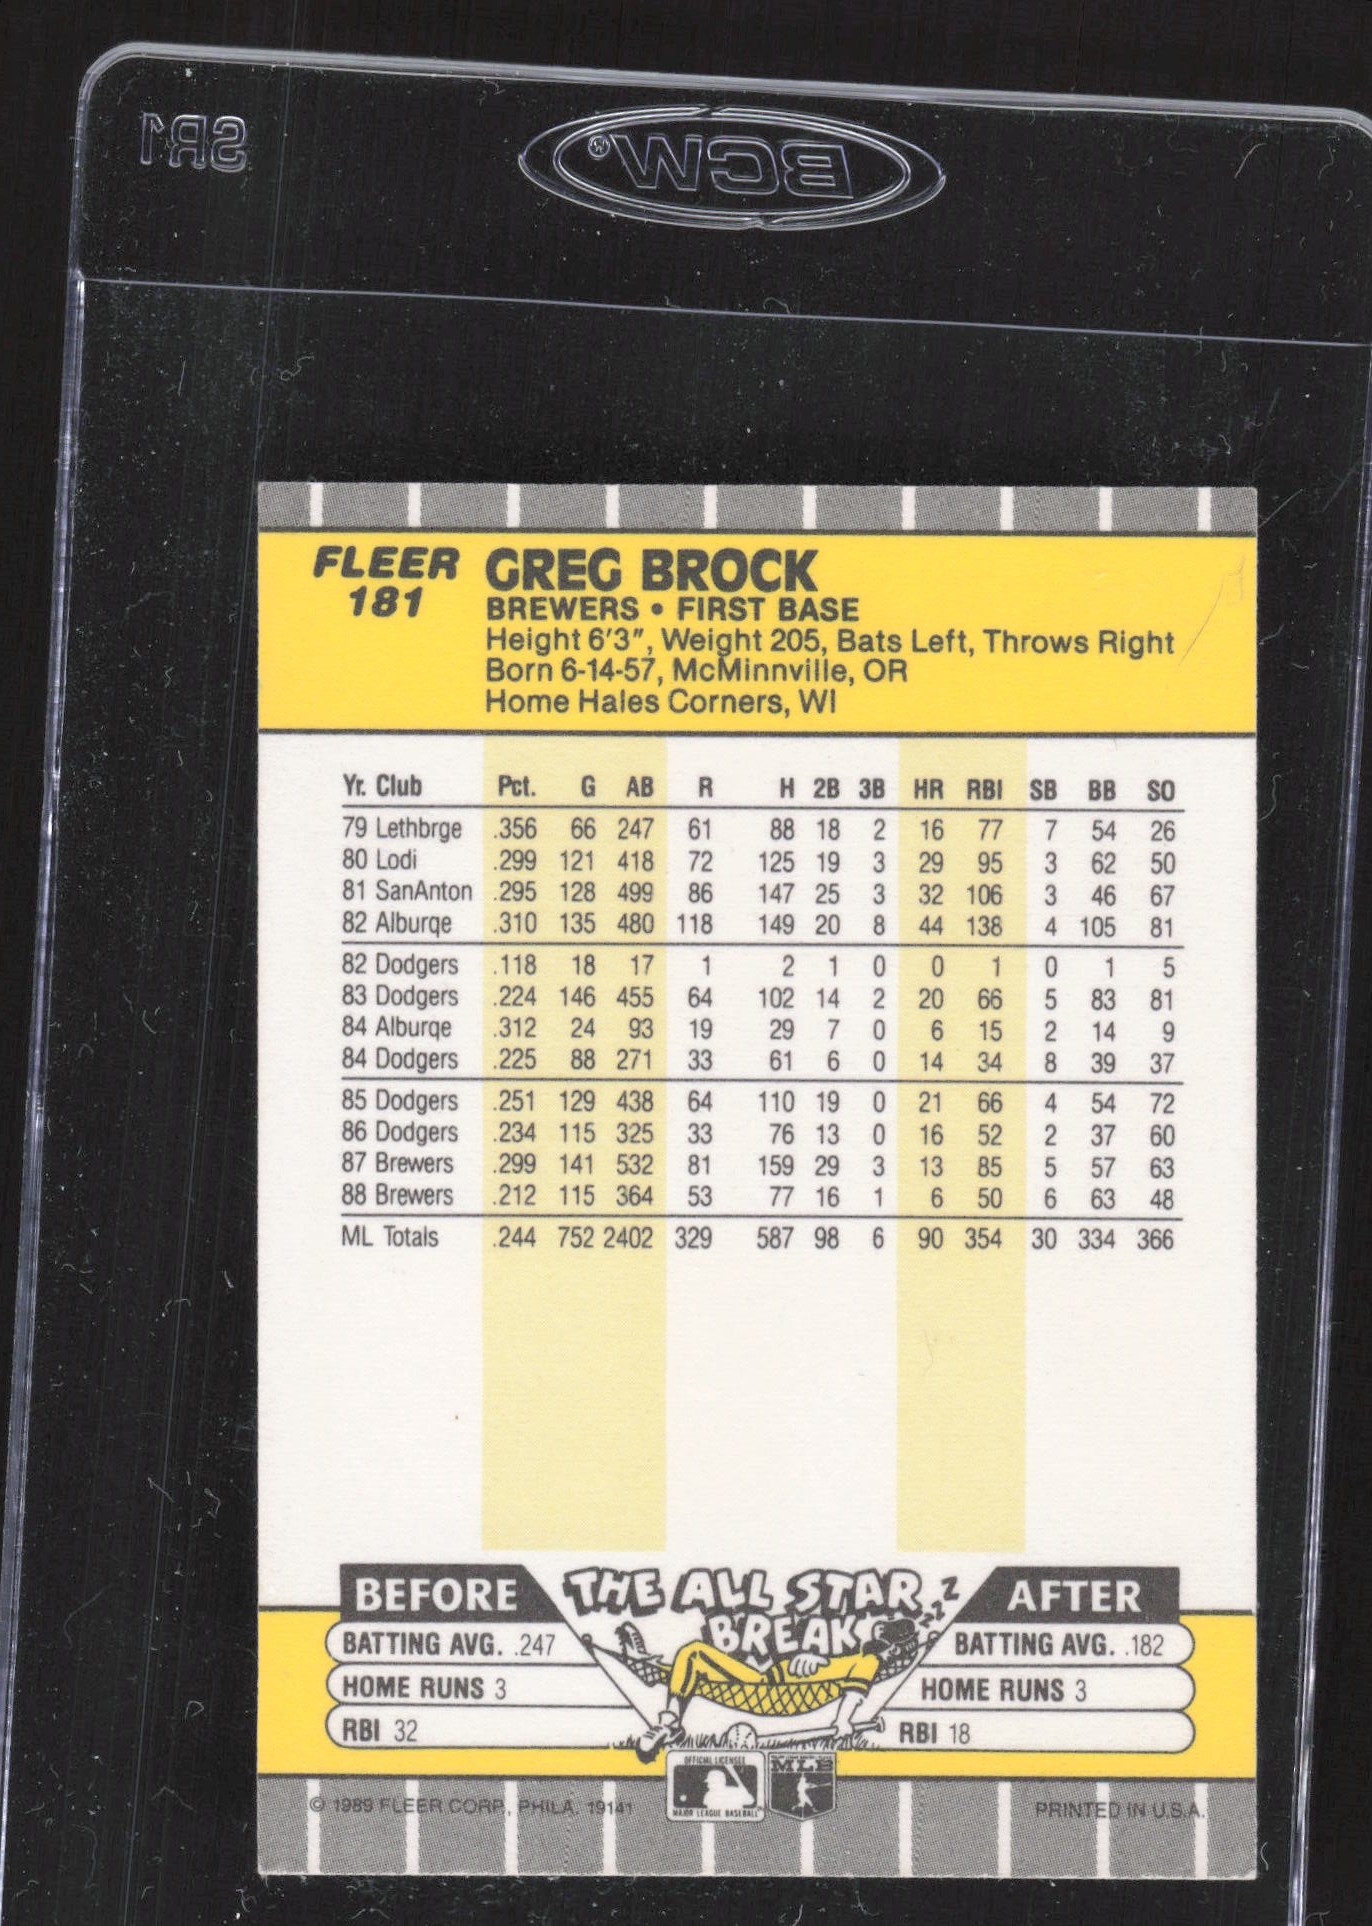 SR1
BCW®
FLEER
181
GREG BROCK
BREWERS • FIRST BASE
Height 6'3", Weight 205, Bats Left, Throws Right
Born 6-14-57, McMinnville, OR
Home Hales Corners, WI
Yr. Club Pct. G AB R H 2B 3B HR RBI SB BB SO
79 Lethbrge .356 66 247 61 88 18 2 16 77 7 54 26
80 Lodi .299 121 418 72 125 19 3 29 95 3 62 50
81 SanAnton .295 128 499 86 147 25 3 32 106 3 46 67
82 Alburqe .310 135 480 118 149 20 8 44 138 4 105 81
82 Dodgers .118 18 17 1 2 1 0 0 1 0 1 5
83 Dodgers .224 146 455 64 102 14 2 20 66 5 83 81
84 Alburqe .312 24 93 19 29 7 0 6 15 2 14 9
84 Dodgers .225 88 271 33 61 6 0 14 34 8 39 37
85 Dodgers .251 129 438 64 110 19 0 21 66 4 54 72
86 Dodgers .234 115 325 33 76 13 0 16 52 2 37 60
87 Brewers .299 141 532 81 159 29 3 13 85 5 57 63
88 Brewers .212 115 364 53 77 16 1 6 50 6 63 48
ML Totals .244 752 2402 329 587 98 6 90 354 30 334 366
BEFORE
BATTING AVG. .247
HOME RUNS 3
RBI 32
THE ALL STAR
BREAK
zzzZ
AFTER
BATTING AVG. .182
HOME RUNS 3
RBI 18
OFFICIAL LICENSEE
MAJOR LEAGUE BASEBALL
MLB
© 1989 FLEER CORP., PHILA. 19141
PRINTED IN U.S.A.